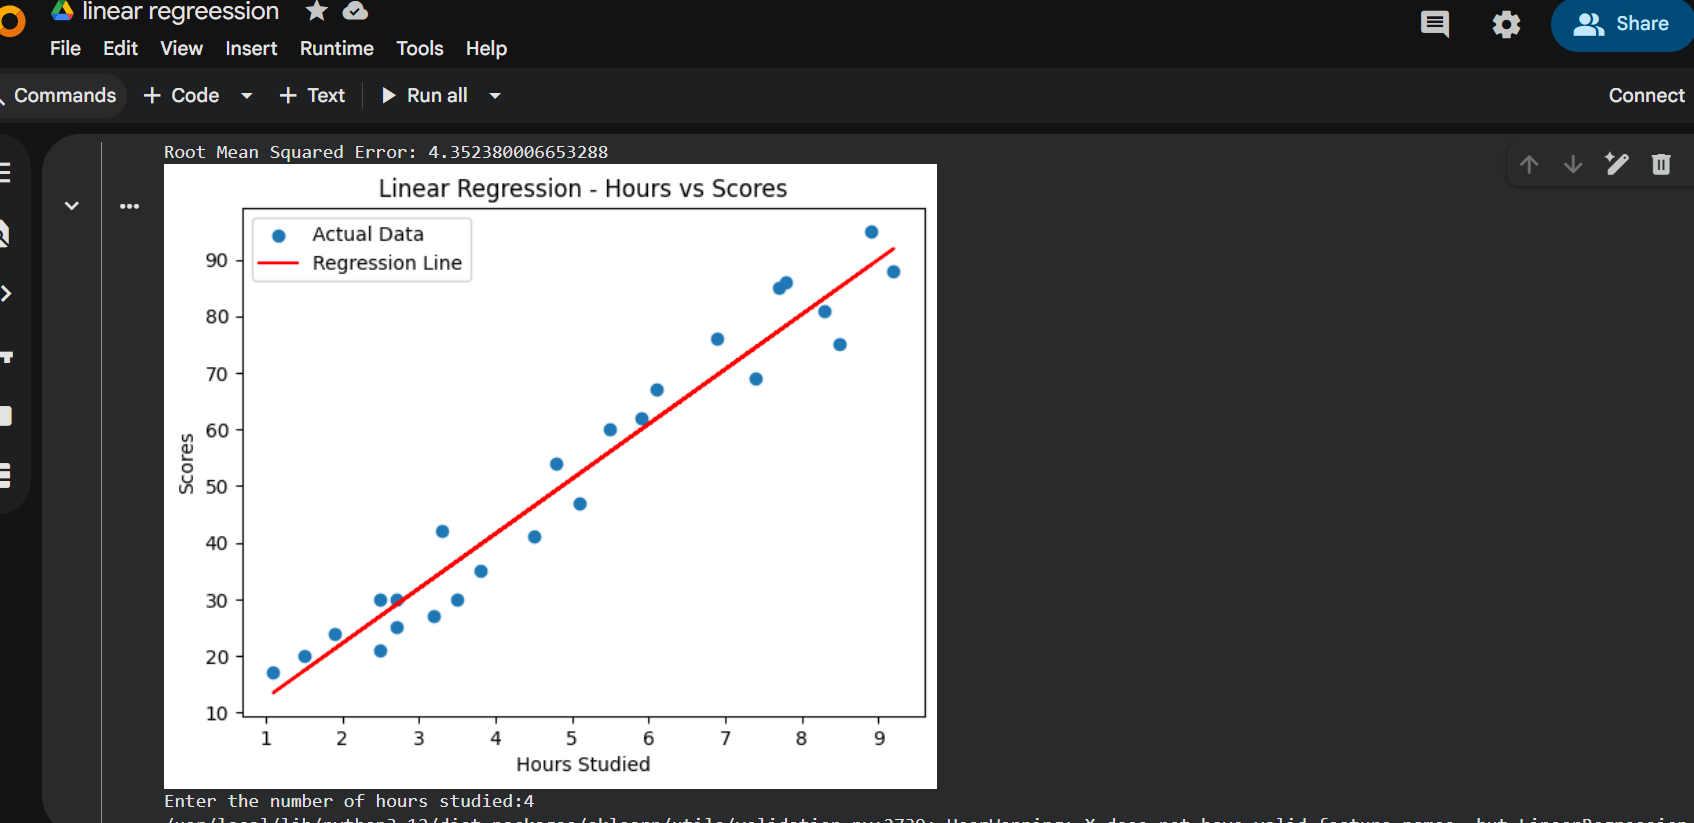 linear regreession
File Edit View Insert Runtime Tools Help
Share
Commands + Code + Text Run all
Connect
Root Mean Squared Error: 4.352380006653288
Linear Regression - Hours vs Scores
Actual Data
Regression Line
90
80
70
60
50
40
30
20
10
Scores
1 2 3 4 5 6 7 8 9
Hours Studied
Enter the number of hours studied:4